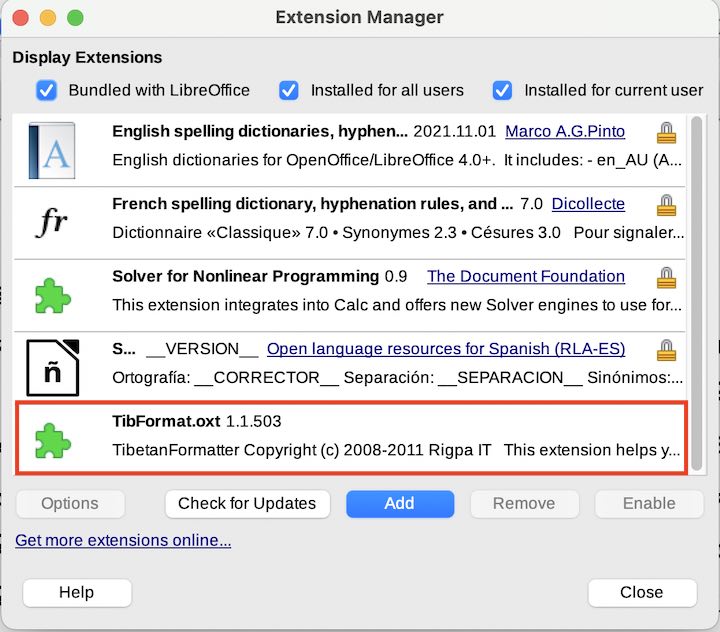 Extension Manager
Display Extensions
Bundled with LibreOffice Installed for all users Installed for current user
English spelling dictionaries, hyphen... 2021.11.01 Marco A.G.Pinto
English dictionaries for OpenOffice/LibreOffice 4.0+. It includes: - en_AU (A...
fr French spelling dictionary, hyphenation rules, and ... 7.0 Dicollecte
Dictionnaire «Classique» 7.0 • Synonymes 2.3 • Césures 3.0 Pour signaler...
Solver for Nonlinear Programming 0.9 The Document Foundation
This extension integrates into Calc and offers new Solver engines to use for...
S... __VERSION__ Open language resources for Spanish (RLA-ES)
ñ Ortografía: __CORRECTOR__ Separación: __SEPARACION__ Sinónimos:...
TibFormat.oxt 1.1.503
TibetanFormatter Copyright (c) 2008-2011 Rigpa IT This extension helps y...
Options Check for Updates Add Remove Enable
Get more extensions online...
Help Close